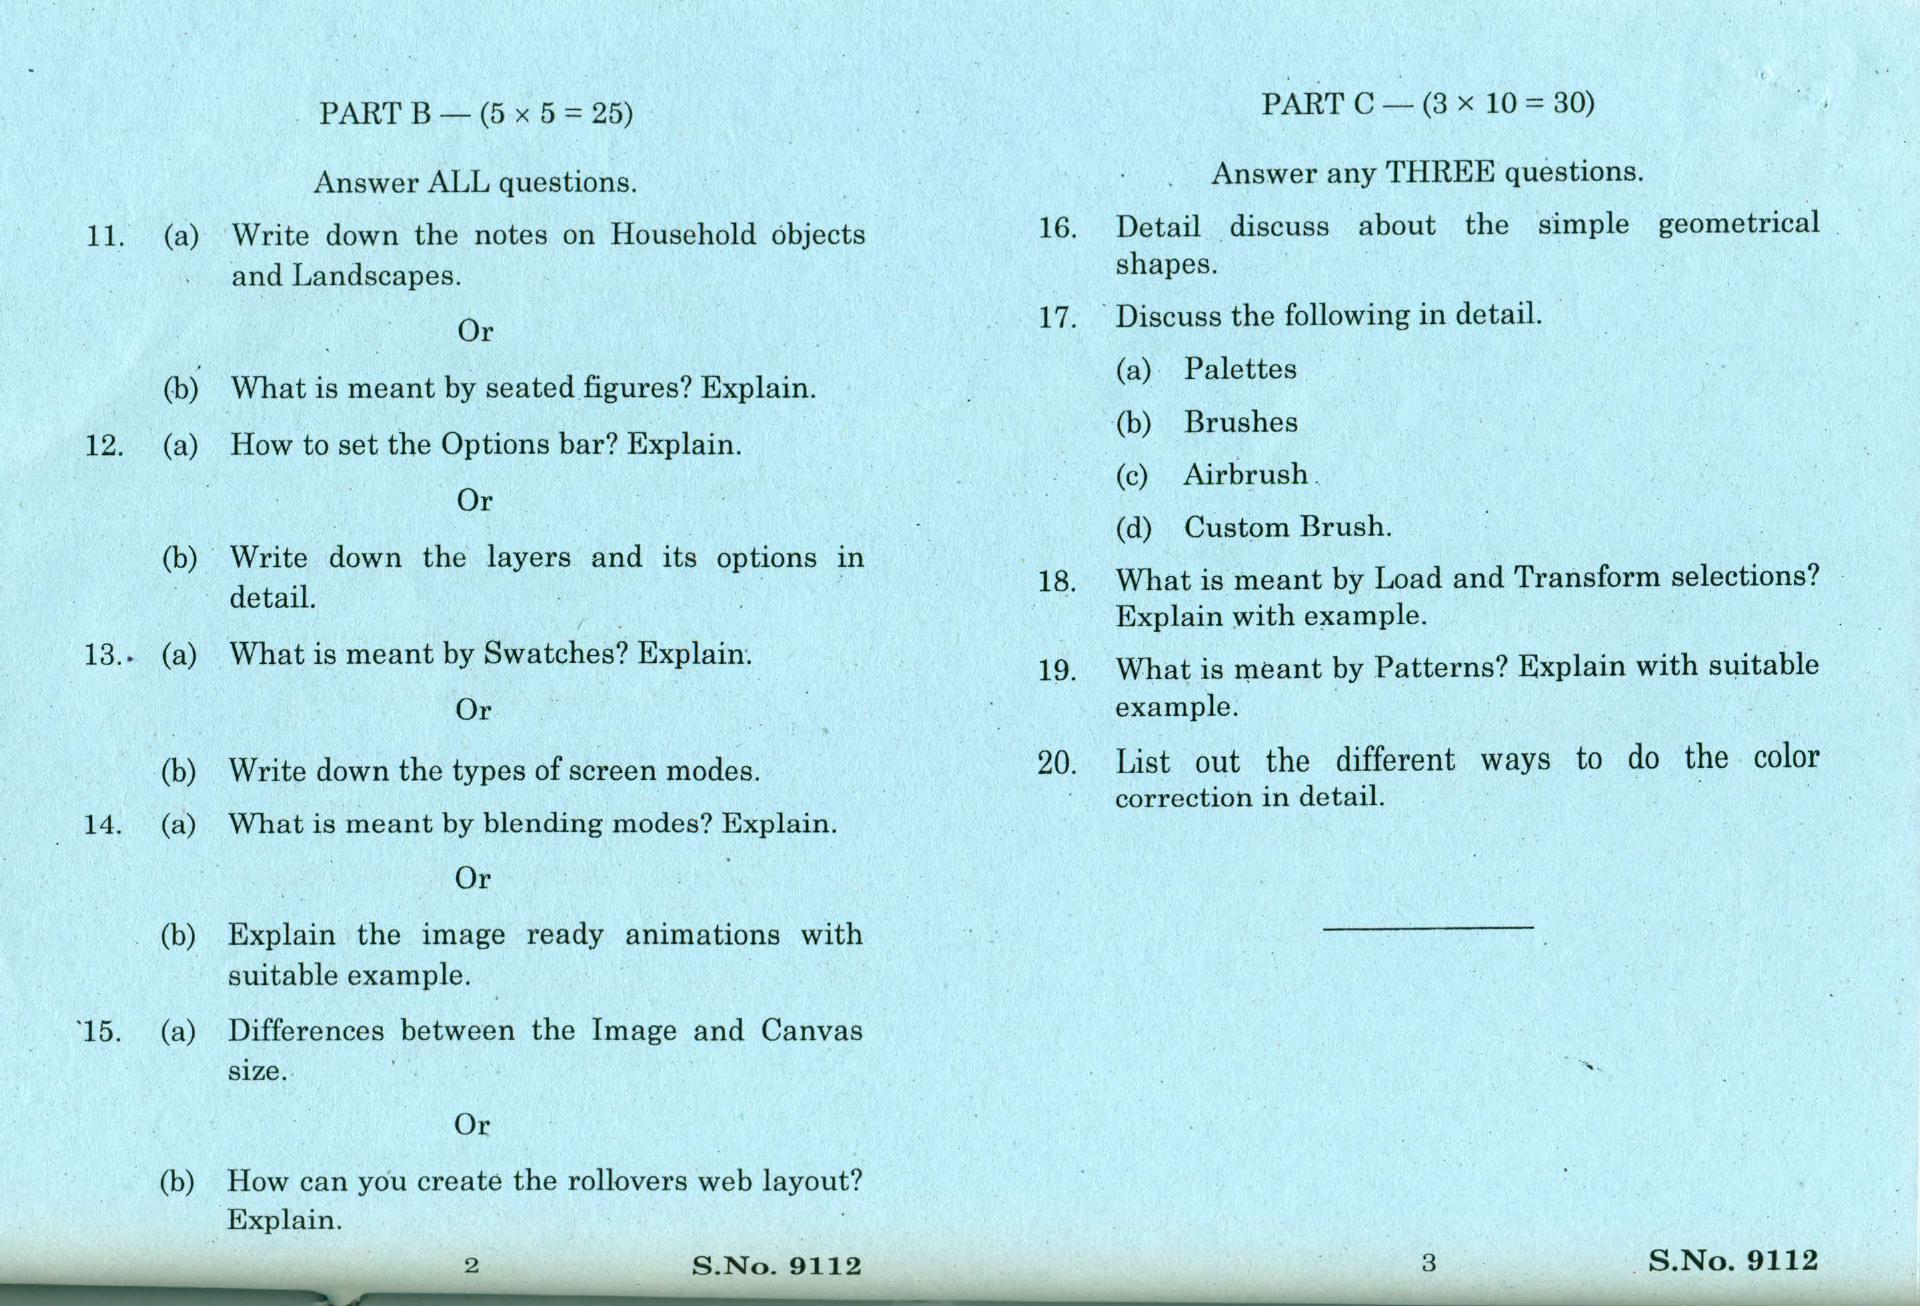 PART B — (5 × 5 = 25)
Answer ALL questions.
11. (a) Write down the notes on Household objects
and Landscapes.
Or
(b) What is meant by seated figures? Explain.
12. (a) How to set the Options bar? Explain.
Or
(b) Write down the layers and its options in
detail.
13. (a) What is meant by Swatches? Explain.
Or
(b) Write down the types of screen modes.
14. (a) What is meant by blending modes? Explain.
Or
(b) Explain the image ready animations with
suitable example.
15. (a) Differences between the Image and Canvas
size.
Or
(b) How can you create the rollovers web layout?
Explain.
2 S.No. 9112
PART C — (3 × 10 = 30)
Answer any THREE questions.
16. Detail discuss about the simple geometrical
shapes.
17. Discuss the following in detail.
(a) Palettes
(b) Brushes
(c) Airbrush
(d) Custom Brush.
18. What is meant by Load and Transform selections?
Explain with example.
19. What is meant by Patterns? Explain with suitable
example.
20. List out the different ways to do the color
correction in detail.
3 S.No. 9112